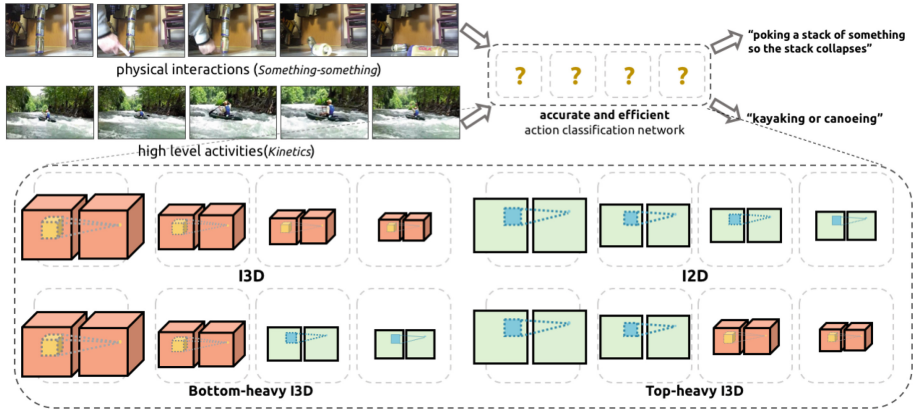 physical interactions (Something-something)
high level activities(Kinetics)
? ? ? ?
accurate and efficient
action classification network
"poking a stack of something
so the stack collapses"
"kayaking or canoeing"
I3D
I2D
Bottom-heavy I3D
Top-heavy I3D